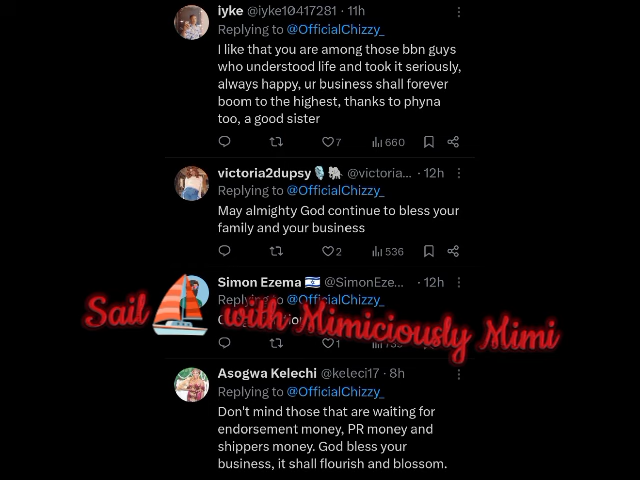 iyke @iyke10417281 · 11h
Replying to @OfficialChizzy_
I like that you are among those bbn guys
who understood life and took it seriously,
always happy, ur business shall forever
boom to the highest, thanks to phyna
too, a good sister
7 660
victoria2dupsy @victoria... · 12h
Replying to @OfficialChizzy_
May almighty God continue to bless your
family and your business
2 536
Simon Ezema @SimonEze... · 12h
Replying to @OfficialChizzy_
Sail with Mimiciously Mimi
1
Asogwa Kelechi @keleci17 · 8h
Replying to @OfficialChizzy_
Don't mind those that are waiting for
endorsement money, PR money and
shippers money. God bless your
business, it shall flourish and blossom.